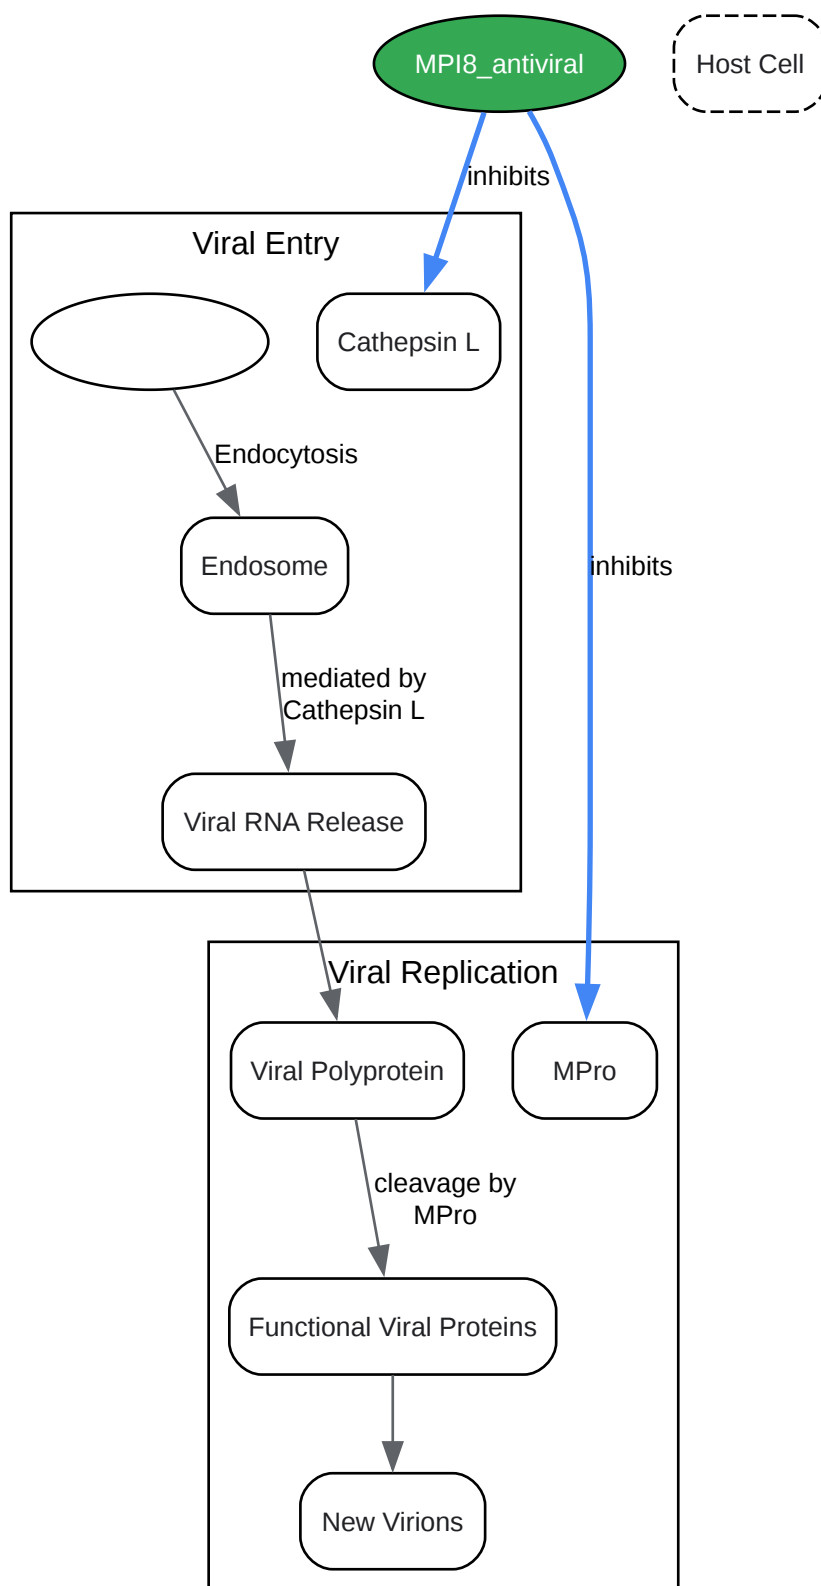 MPI8_antiviral
Host Cell
inhibits
Viral Entry
Cathepsin L
Endocytosis
Endosome
inhibits
mediated by
Cathepsin L
Viral RNA Release
Viral Replication
Viral Polyprotein
MPro
cleavage by
MPro
Functional Viral Proteins
New Virions